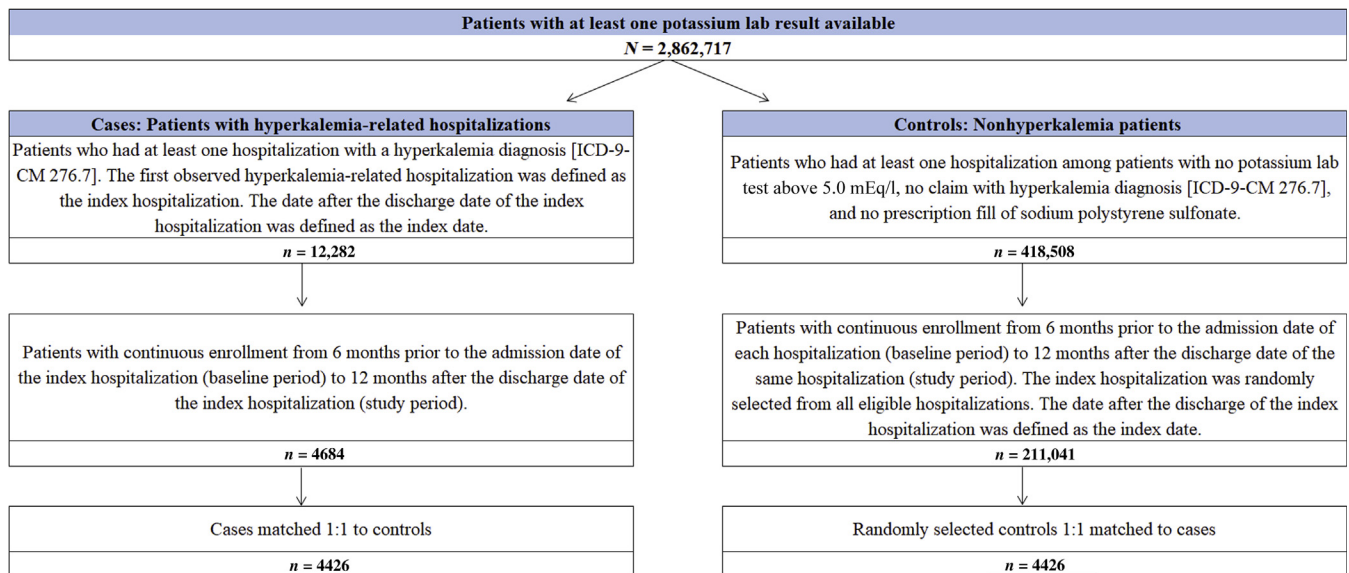 Patients with at least one potassium lab result available
N = 2,862,717
Cases: Patients with hyperkalemia-related hospitalizations
Patients who had at least one hospitalization with a hyperkalemia diagnosis [ICD-9-
CM 276.7]. The first observed hyperkalemia-related hospitalization was defined as
the index hospitalization. The date after the discharge date of the index
hospitalization was defined as the index date.
n = 12,282
Patients with continuous enrollment from 6 months prior to the admission date of
the index hospitalization (baseline period) to 12 months after the discharge date of
the index hospitalization (study period).
n = 4684
Cases matched 1:1 to controls
n = 4426
Controls: Nonhyperkalemia patients
Patients who had at least one hospitalization among patients with no potassium lab
test above 5.0 mEq/l, no claim with hyperkalemia diagnosis [ICD-9-CM 276.7],
and no prescription fill of sodium polystyrene sulfonate.
n = 418,508
Patients with continuous enrollment from 6 months prior to the admission date of
each hospitalization (baseline period) to 12 months after the discharge date of the
same hospitalization (study period). The index hospitalization was randomly
selected from all eligible hospitalizations. The date after the discharge of the index
hospitalization was defined as the index date.
n = 211,041
Randomly selected controls 1:1 matched to cases
n = 4426